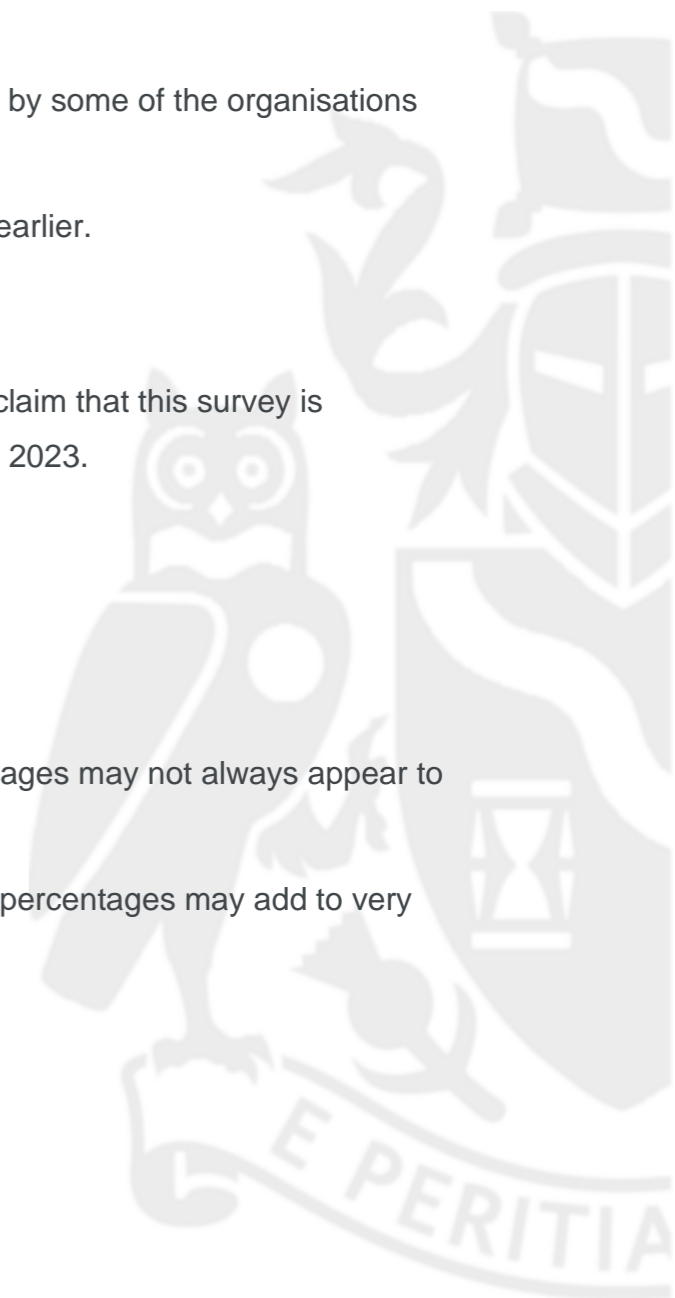 by some of the organisations
earlier.
claim that this survey is
2023.
ages may not always appear to
percentages may add to very
E PERITIA